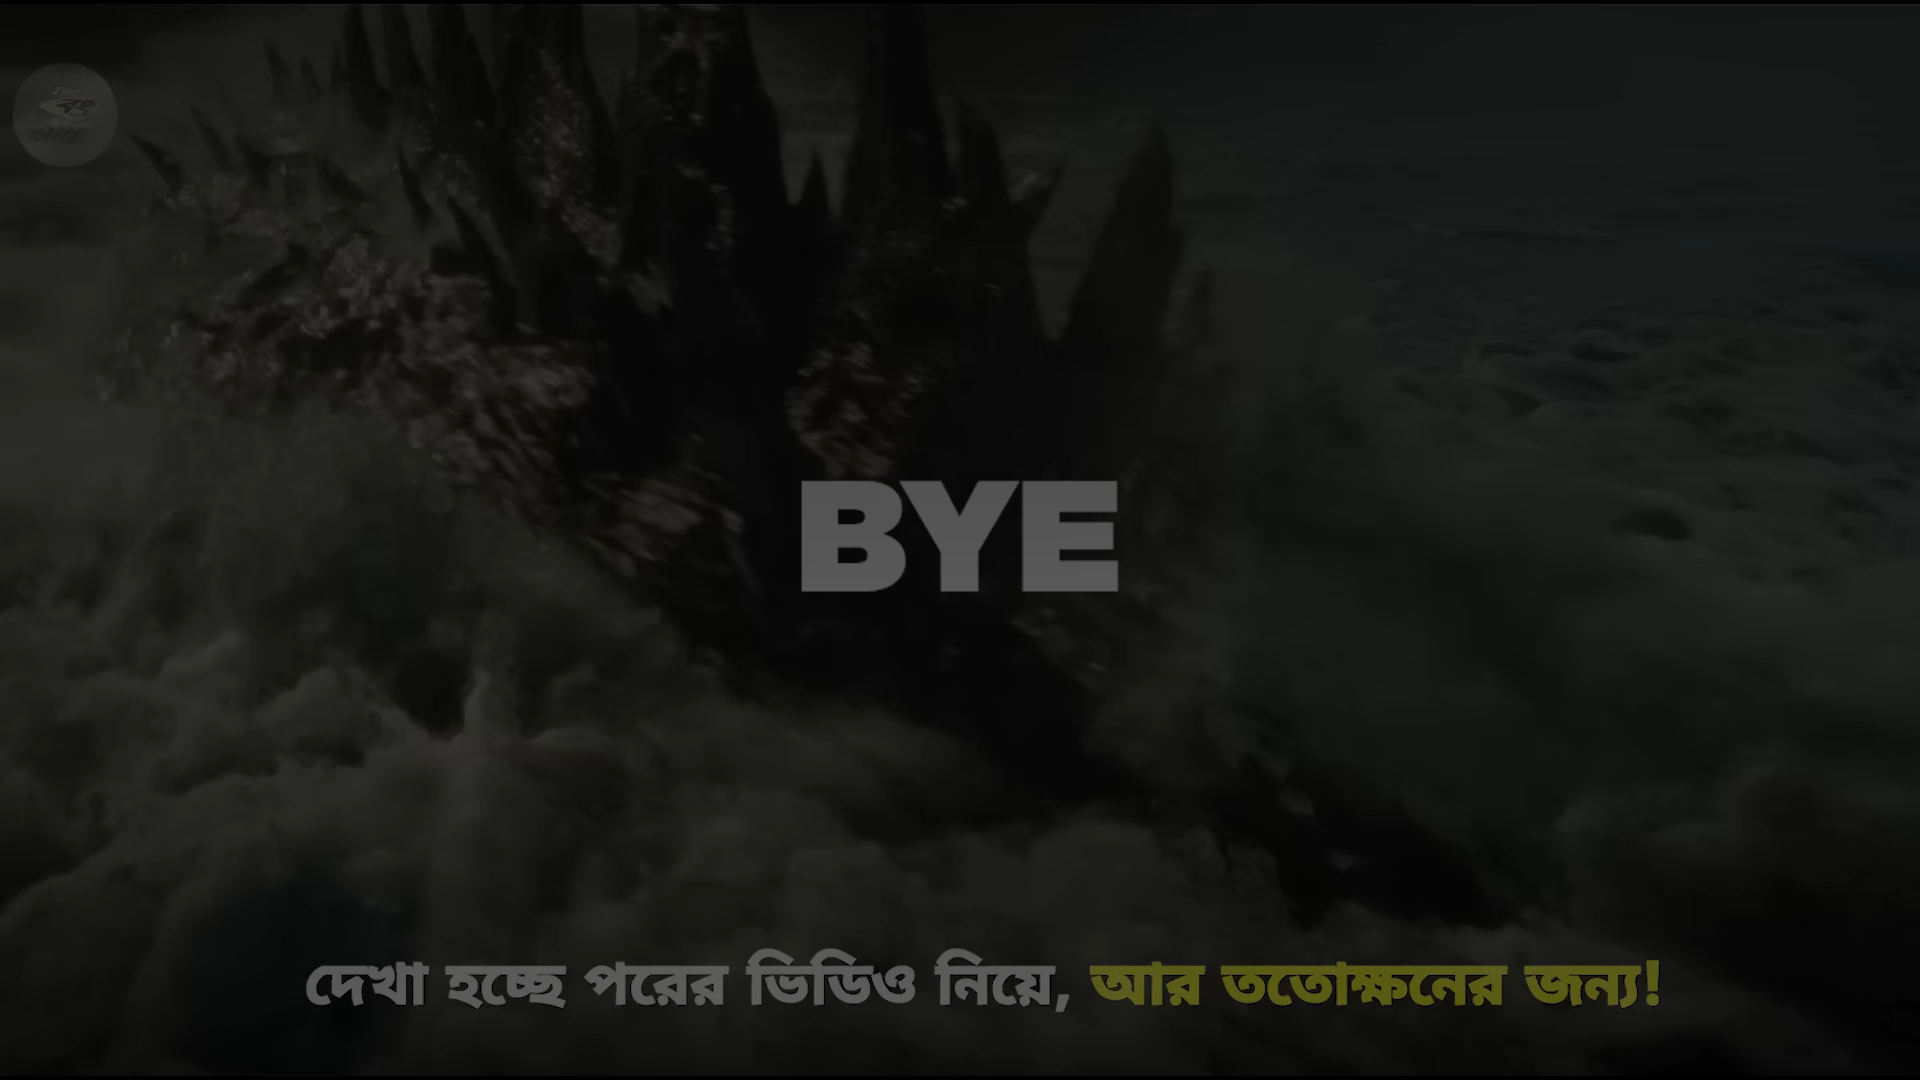 BYE
দেখা হচ্ছে পরের ভিডিও নিয়ে, আর ততোক্ষনের জন্য!